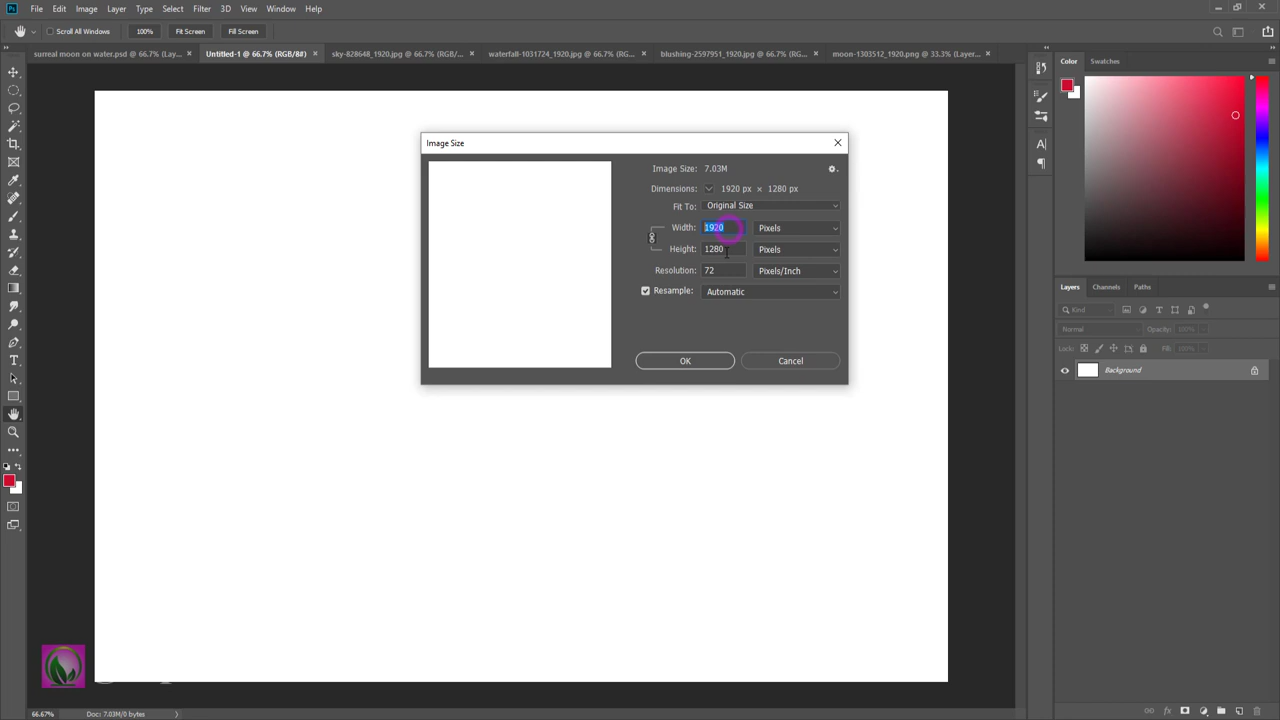 Ps File Edit Image Layer Type Select Filter 3D View Window Help
Scroll All Windows 100% Fit Screen Fill Screen
surreal moon on water.psd @ 66.7% (Lay... × Untitled-1 @ 66.7% (RGB/8#) × sky-828648_1920.jpg @ 66.7% (RGB/... × waterfall-1031724_1920.jpg @ 66.7% (RG... × blushing-2597951_1920.jpg @ 66.7% (RG... × moon-1303512_1920.png @ 33.3% (Layer... ×
Color Swatches
Image Size
Image Size: 7.03M
Dimensions: 1920 px × 1280 px
Fit To: Original Size
Width: 1920 Pixels
Height: 1280 Pixels
Resolution: 72 Pixels/Inch
Resample: Automatic
OK Cancel
Layers Channels Paths
Kind
Normal Opacity: 100%
Lock: Fill: 100%
Background
66.67% Doc: 7.03M/0 bytes